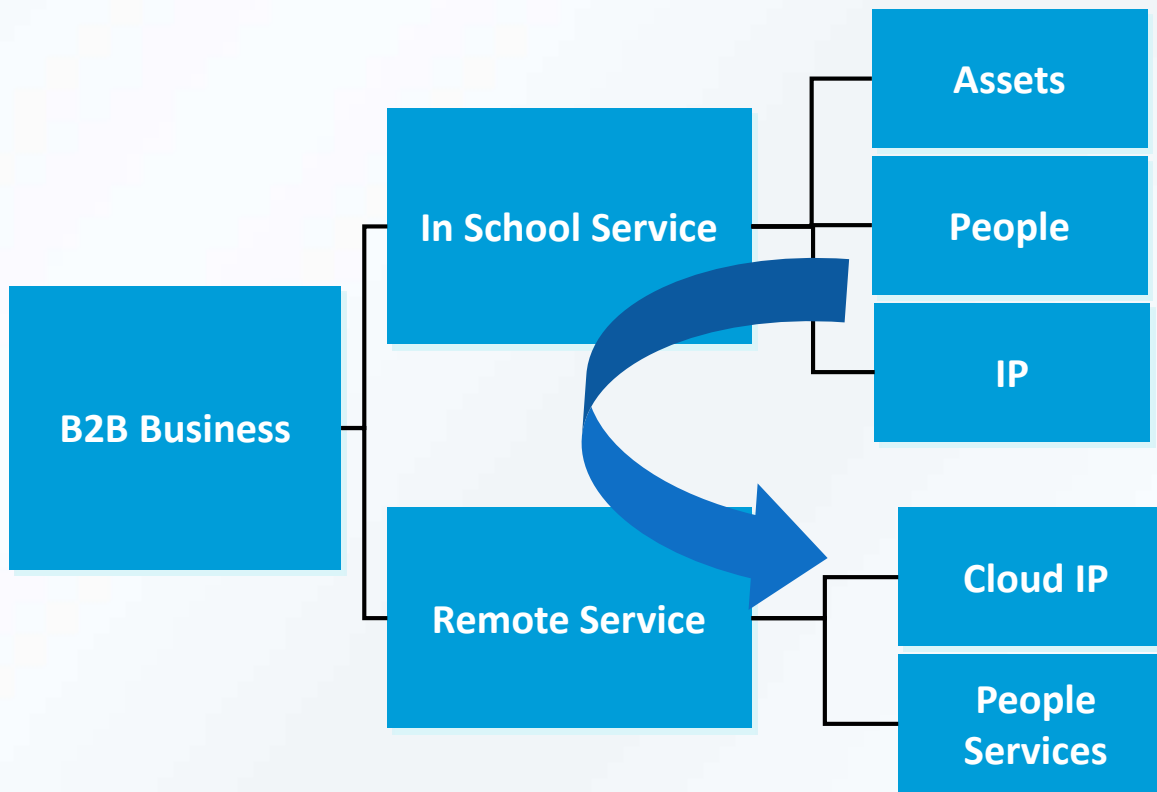 B2B Business
In School Service
Assets
People
IP
Remote Service
Cloud IP
People
Services